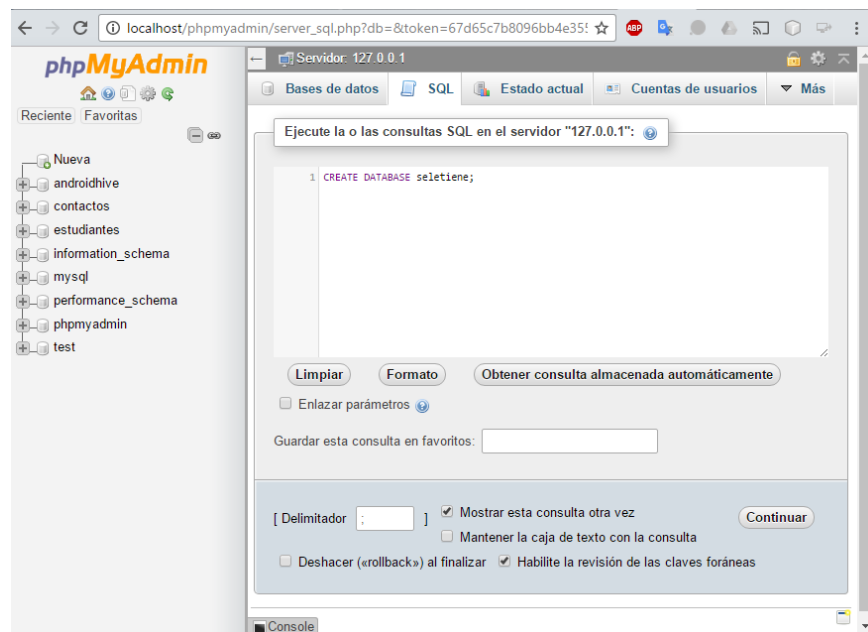 localhost/phpmyadmin/server_sql.php?db=&token=67d65c7b8096bb4e355
ABP
phpMyAdmin
Reciente Favoritas
Nueva
androidhive
contactos
estudiantes
information_schema
mysql
performance_schema
phpmyadmin
test
Servidor: 127.0.0.1
Bases de datos SQL Estado actual Cuentas de usuarios Más
Ejecute la o las consultas SQL en el servidor "127.0.0.1":
1 CREATE DATABASE seletiene;
Limpiar Formato Obtener consulta almacenada automáticamente
Enlazar parámetros
Guardar esta consulta en favoritos:
[ Delimitador ; ] Mostrar esta consulta otra vez Continuar
Mantener la caja de texto con la consulta
Deshacer («rollback») al finalizar Habilite la revisión de las claves foráneas
Console